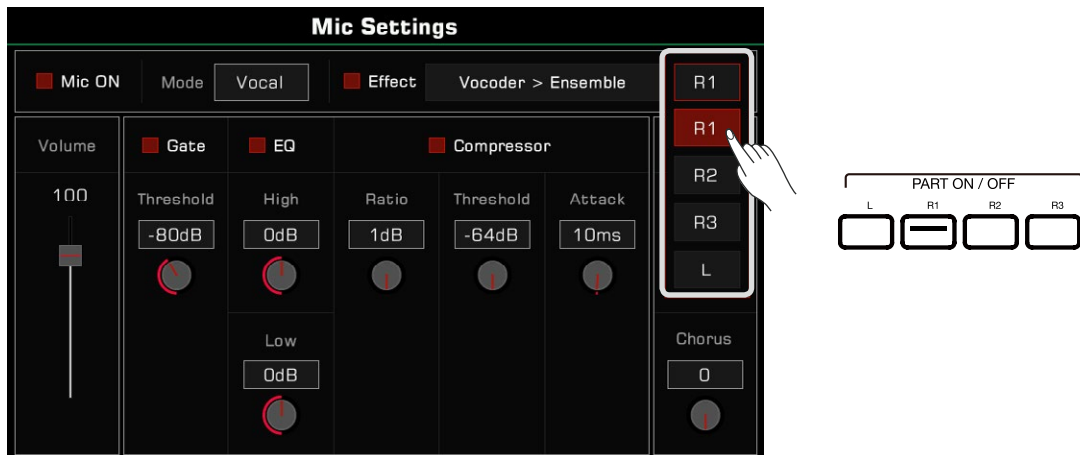 Mic Settings
Mic ON Mode Vocal Effect Vocoder > Ensemble R1
R1
R2
R3
L
Volume
100
Gate EQ Compressor
Threshold High Ratio Threshold Attack
-80dB 0dB 1dB -64dB 10ms
Low
0dB
Chorus
0
PART ON / OFF
L R1 R2 R3